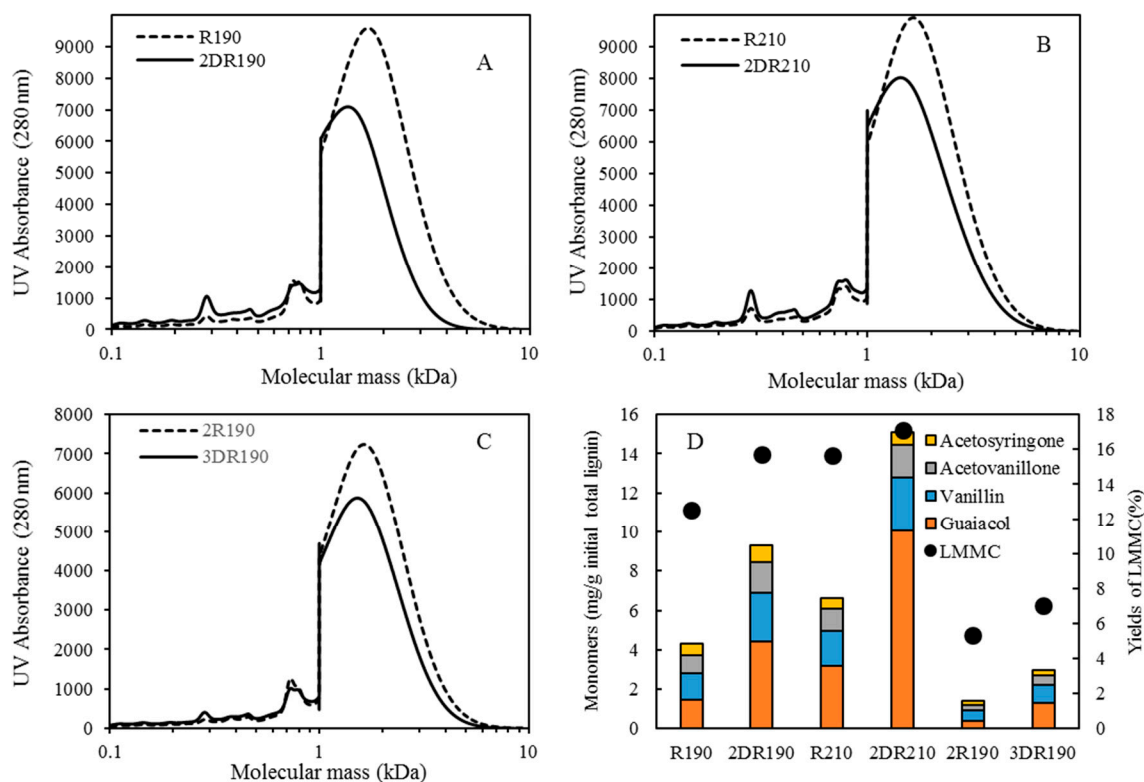 R190
2DR190
A
9000
8000
7000
6000
5000
4000
3000
2000
1000
0
UV Absorbance (280 nm)
0.1
1
10
Molecular mass (kDa)
R210
2DR210
B
9000
8000
7000
6000
5000
4000
3000
2000
1000
0
UV Absorbance (280 nm)
0.1
1
10
Molecular mass (kDa)
2R190
3DR190
C
8000
7000
6000
5000
4000
3000
2000
1000
0
UV Absorbance (280 nm)
0.1
1
10
Molecular mass (kDa)
D
16
14
12
10
8
6
4
2
0
Monomers (mg/g initial total lignin)
Acetosyringone
Acetovanillone
Vanillin
Guaiacol
LMMC
18
16
14
12
10
8
6
4
2
0
Yields of LMMC(%)
R190
2DR190
R210
2DR210
2R190
3DR190